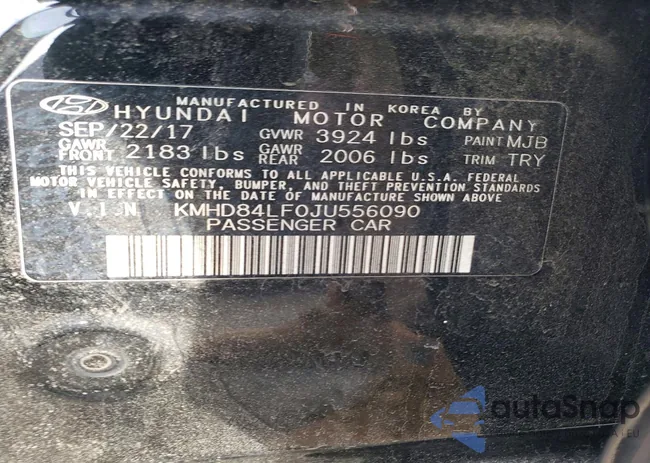 MANUFACTURED IN KOREA BY
HYUNDAI MOTOR COMPANY
SEP/22/17 GVWR 3924 lbs PAINT MJB
GAWR FRONT 2183 lbs GAWR REAR 2006 lbs TRIM TRY
THIS VEHICLE CONFORMS TO ALL APPLICABLE U.S.A. FEDERAL
MOTOR VEHICLE SAFETY, BUMPER, AND THEFT PREVENTION STANDARDS
IN EFFECT ON THE DATE OF MANUFACTURE SHOWN ABOVE
V.I.N KMHD84LF0JU556090
PASSENGER CAR
autoSnap